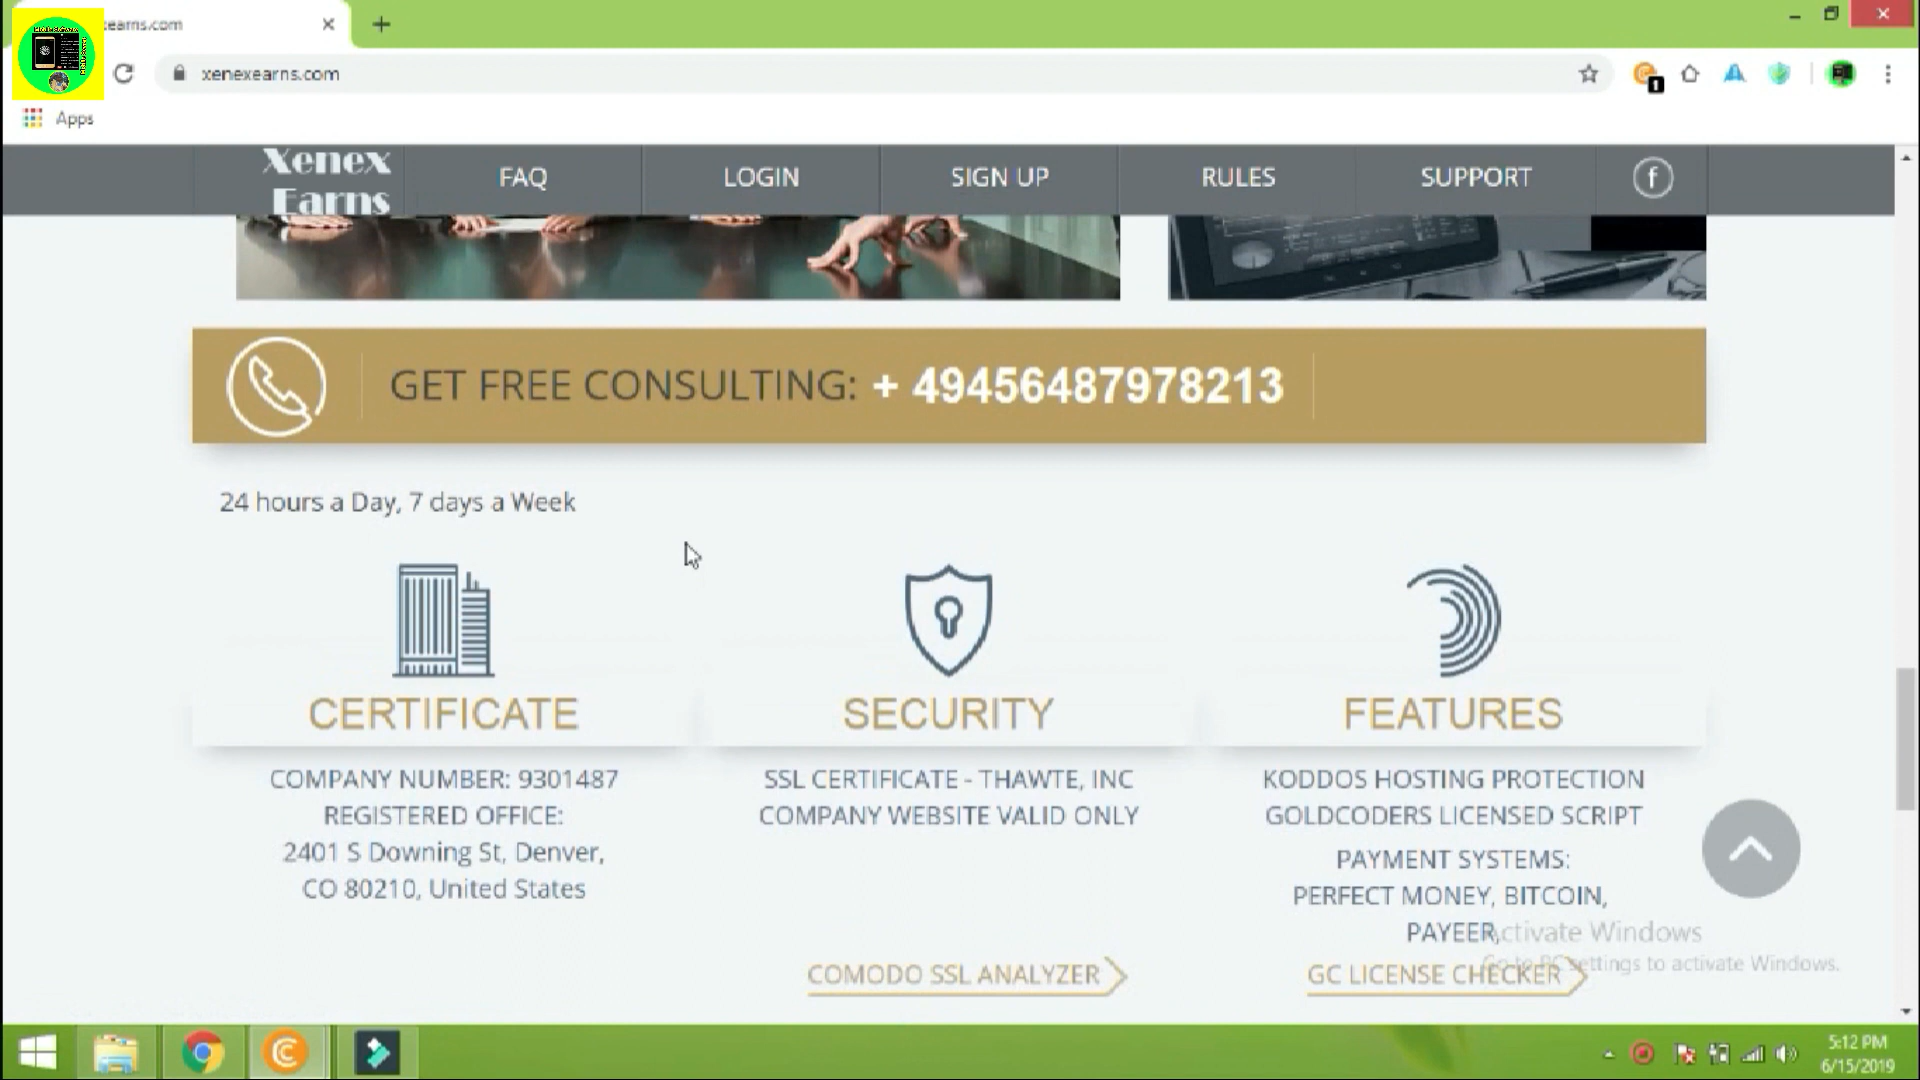 earns.com
xenexearns.com
1
Apps
Xenex
Earns
FAQ
LOGIN
SIGN UP
RULES
SUPPORT
f
GET FREE CONSULTING: + 49456487978213
24 hours a Day, 7 days a Week
CERTIFICATE
COMPANY NUMBER: 9301487
REGISTERED OFFICE:
2401 S Downing St, Denver,
CO 80210, United States
SECURITY
SSL CERTIFICATE - THAWTE, INC
COMPANY WEBSITE VALID ONLY
COMODO SSL ANALYZER
FEATURES
KODDOS HOSTING PROTECTION
GOLDCODERS LICENSED SCRIPT
PAYMENT SYSTEMS:
PERFECT MONEY, BITCOIN,
PAYEER,
GC LICENSE CHECKER
Activate Windows
Go to PC settings to activate Windows.
5:12 PM
6/15/2019